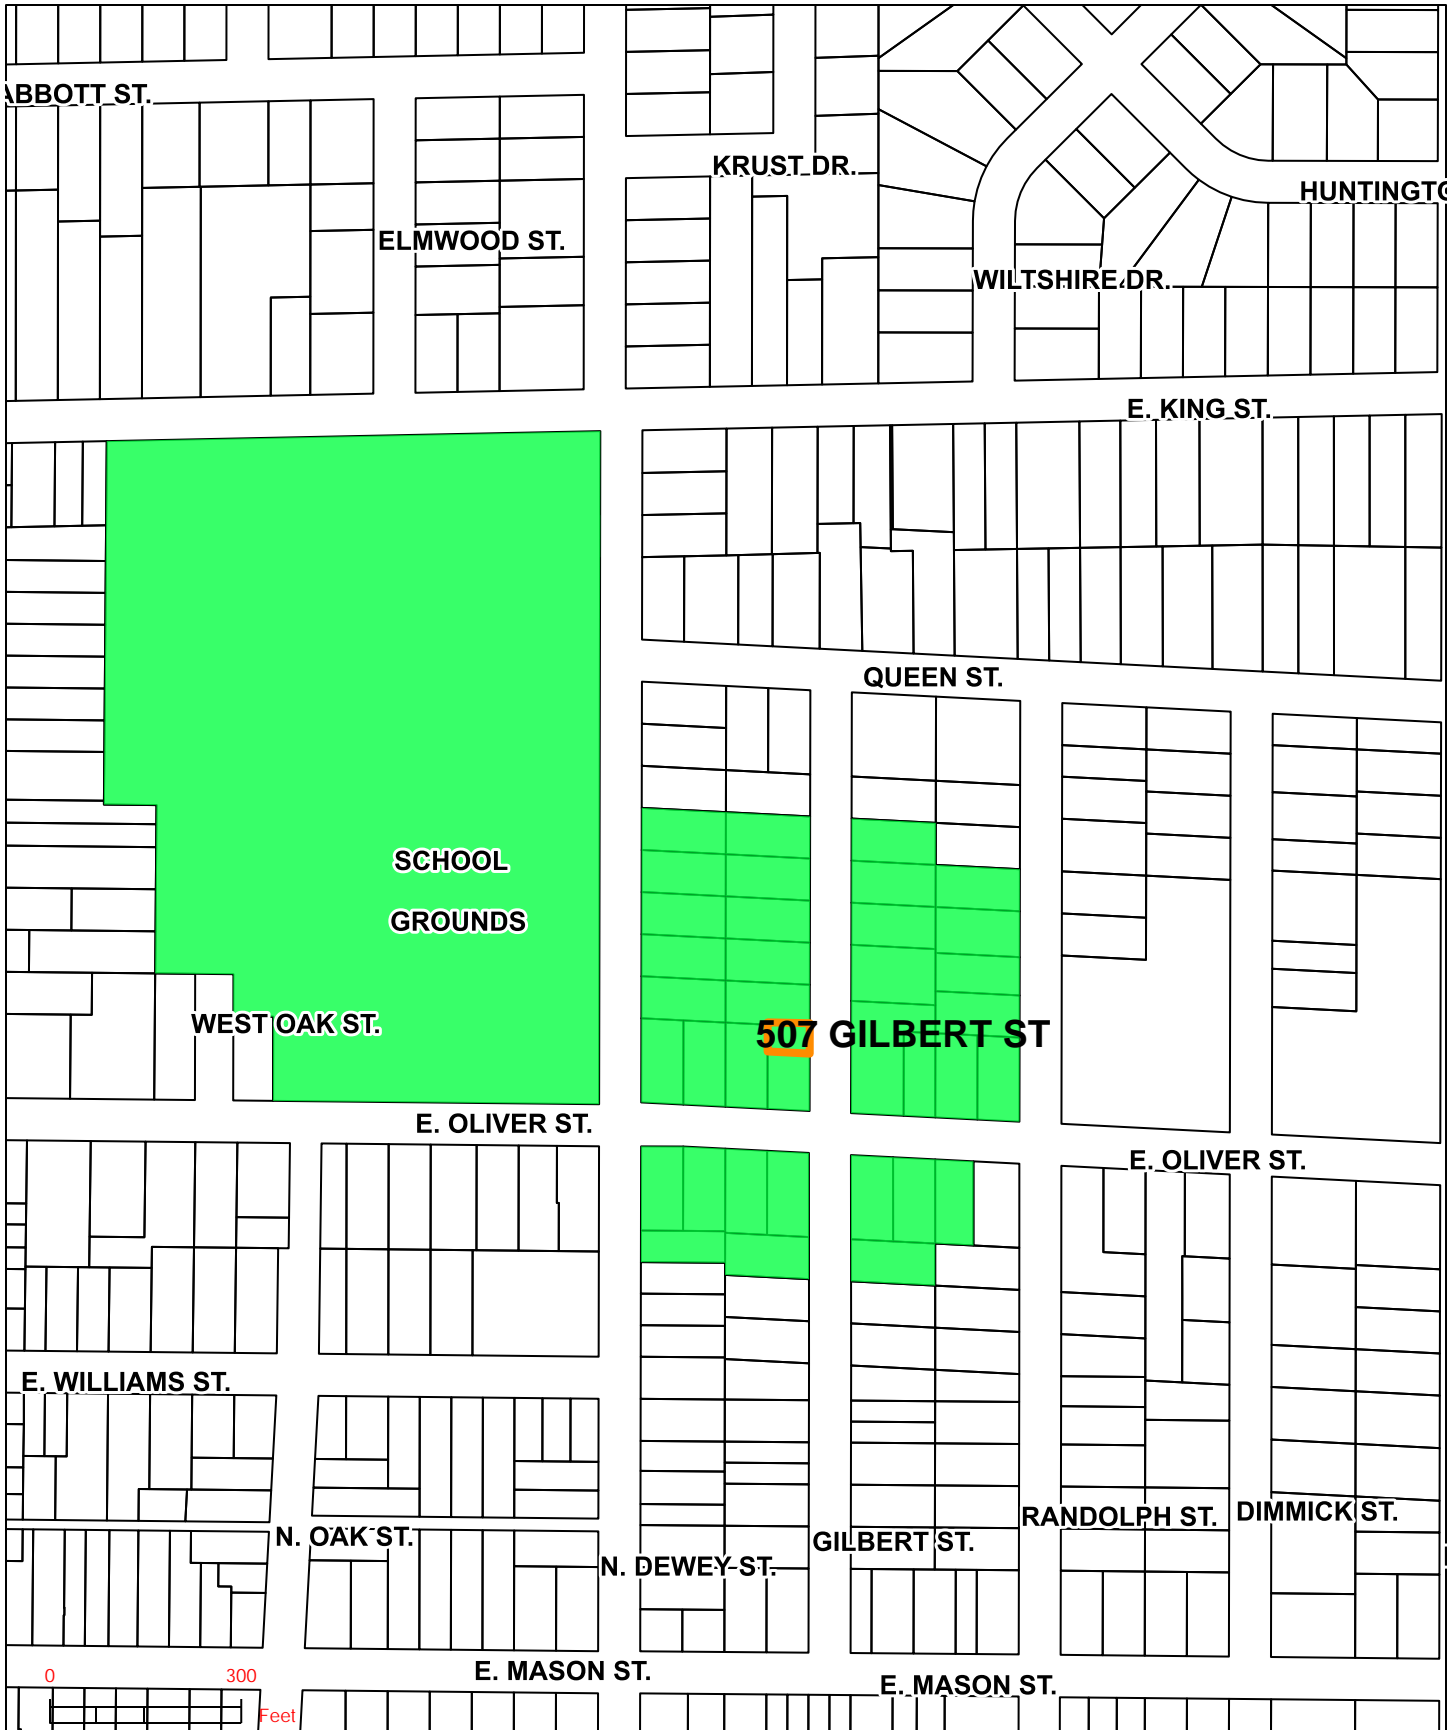 ABBOTT ST.
KRUST DR.
HUNTINGTO
ELMWOOD ST.
WILTSHIRE DR.
E. KING ST.
QUEEN ST.
SCHOOL
GROUNDS
WEST OAK ST.
507 GILBERT ST
E. OLIVER ST.
E. OLIVER ST.
E. WILLIAMS ST.
N. OAK ST.
N. DEWEY ST.
GILBERT ST.
RANDOLPH ST.
DIMMICK ST.
E. MASON ST.
E. MASON ST.
0 300
Feet